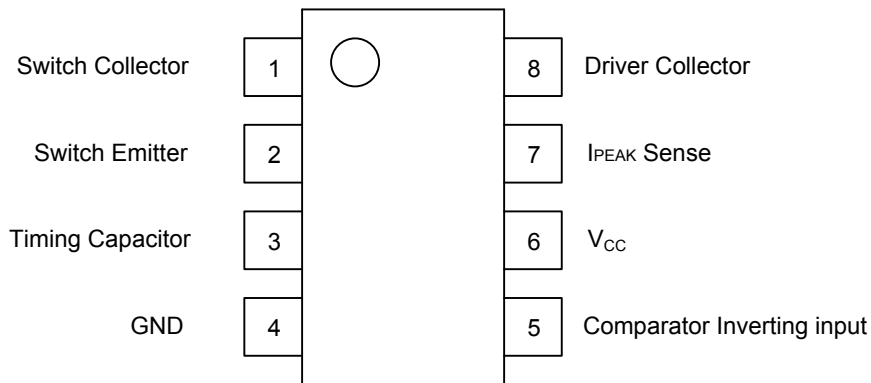 Switch Collector 1 8 Driver Collector
Switch Emitter 2 7 IPEAK Sense
Timing Capacitor 3 6 VCC
GND 4 5 Comparator Inverting input